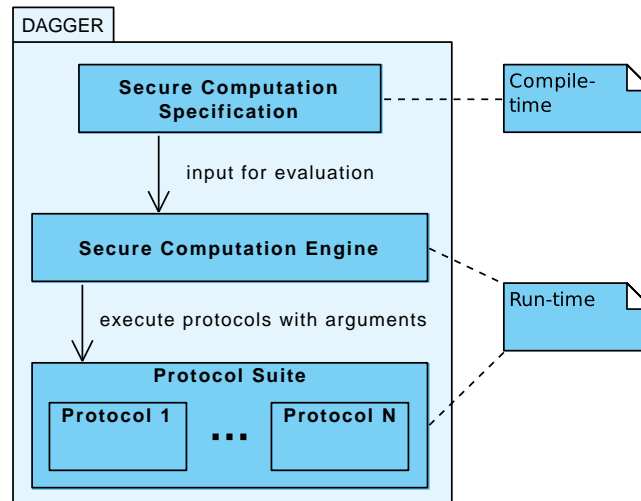 DAGGER
Secure Computation
Specification
Compile-
time
input for evaluation
Secure Computation Engine
Run-time
execute protocols with arguments
Protocol Suite
Protocol 1
...
Protocol N